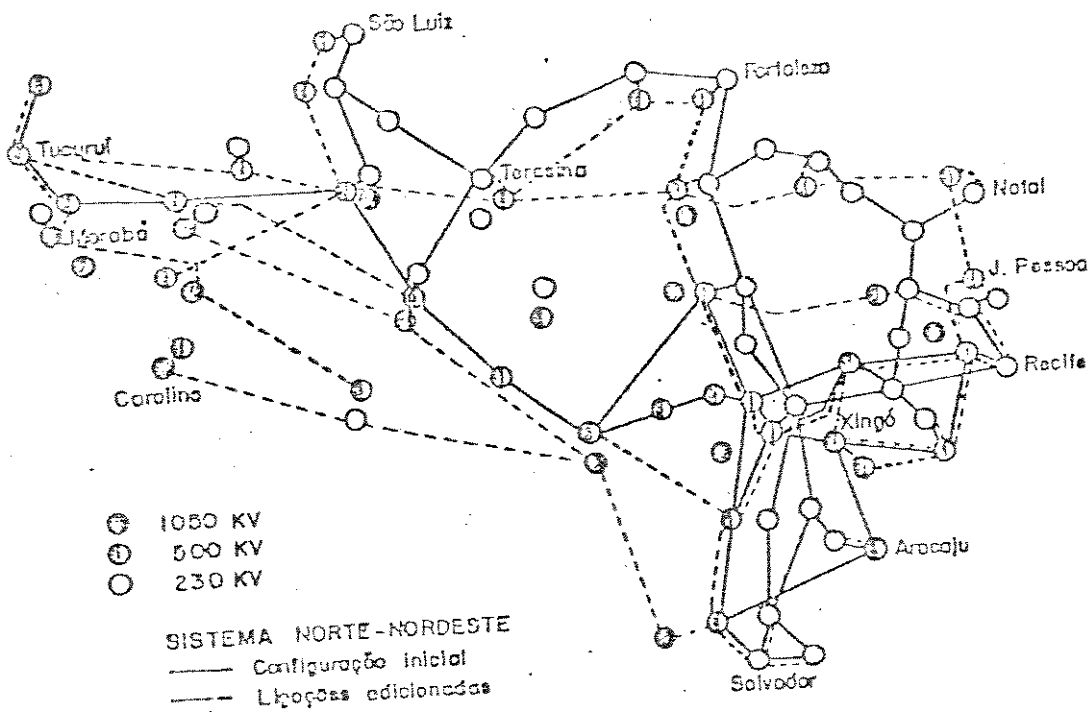 São Luiz
Fortaleza
Tucuruí
Teresina
Natal
Marabá
J. Pessoa
Carolina
Recife
Xingó
1050 KV
500 KV
230 KV
Aracaju
SISTEMA NORTE-NORDESTE
Configuração inicial
Ligações adicionadas
Salvador